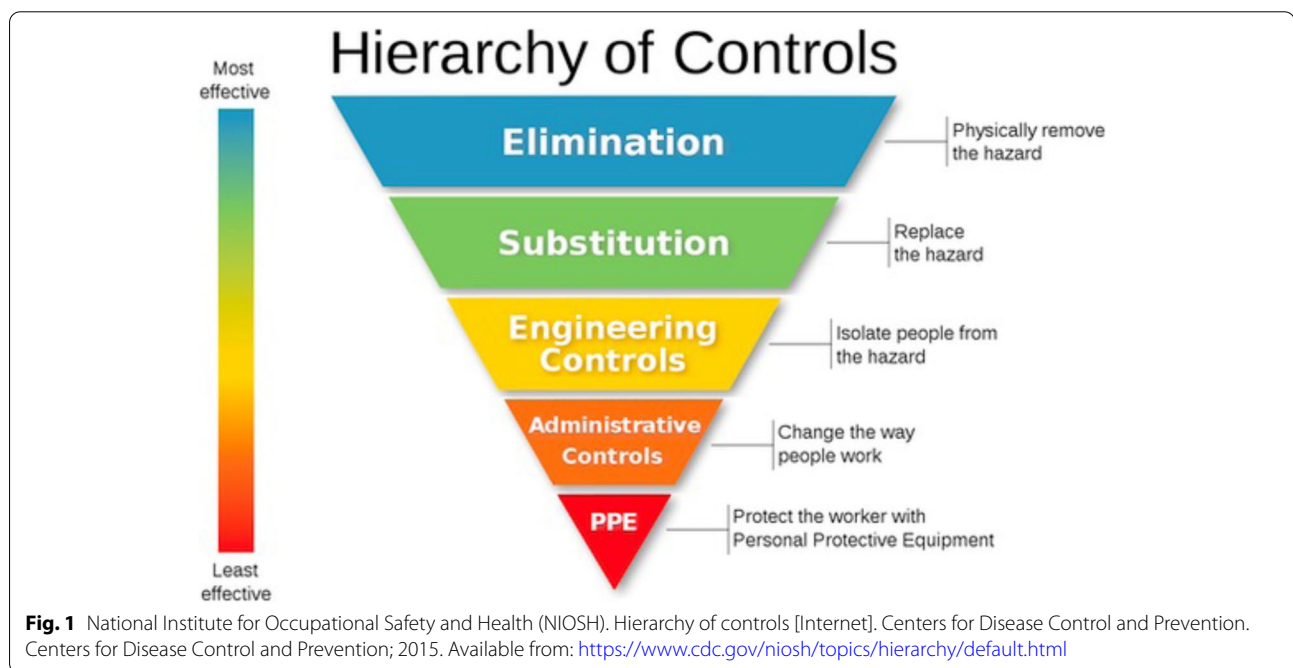 Hierarchy of Controls
Most
effective
Elimination
Physically remove
the hazard
Substitution
Replace
the hazard
Engineering
Controls
Isolate people from
the hazard
Administrative
Controls
Change the way
people work
PPE
Protect the worker with
Personal Protective Equipment
Least
effective
Fig. 1 National Institute for Occupational Safety and Health (NIOSH). Hierarchy of controls [Internet]. Centers for Disease Control and Prevention.
Centers for Disease Control and Prevention; 2015. Available from: https://www.cdc.gov/niosh/topics/hierarchy/default.html